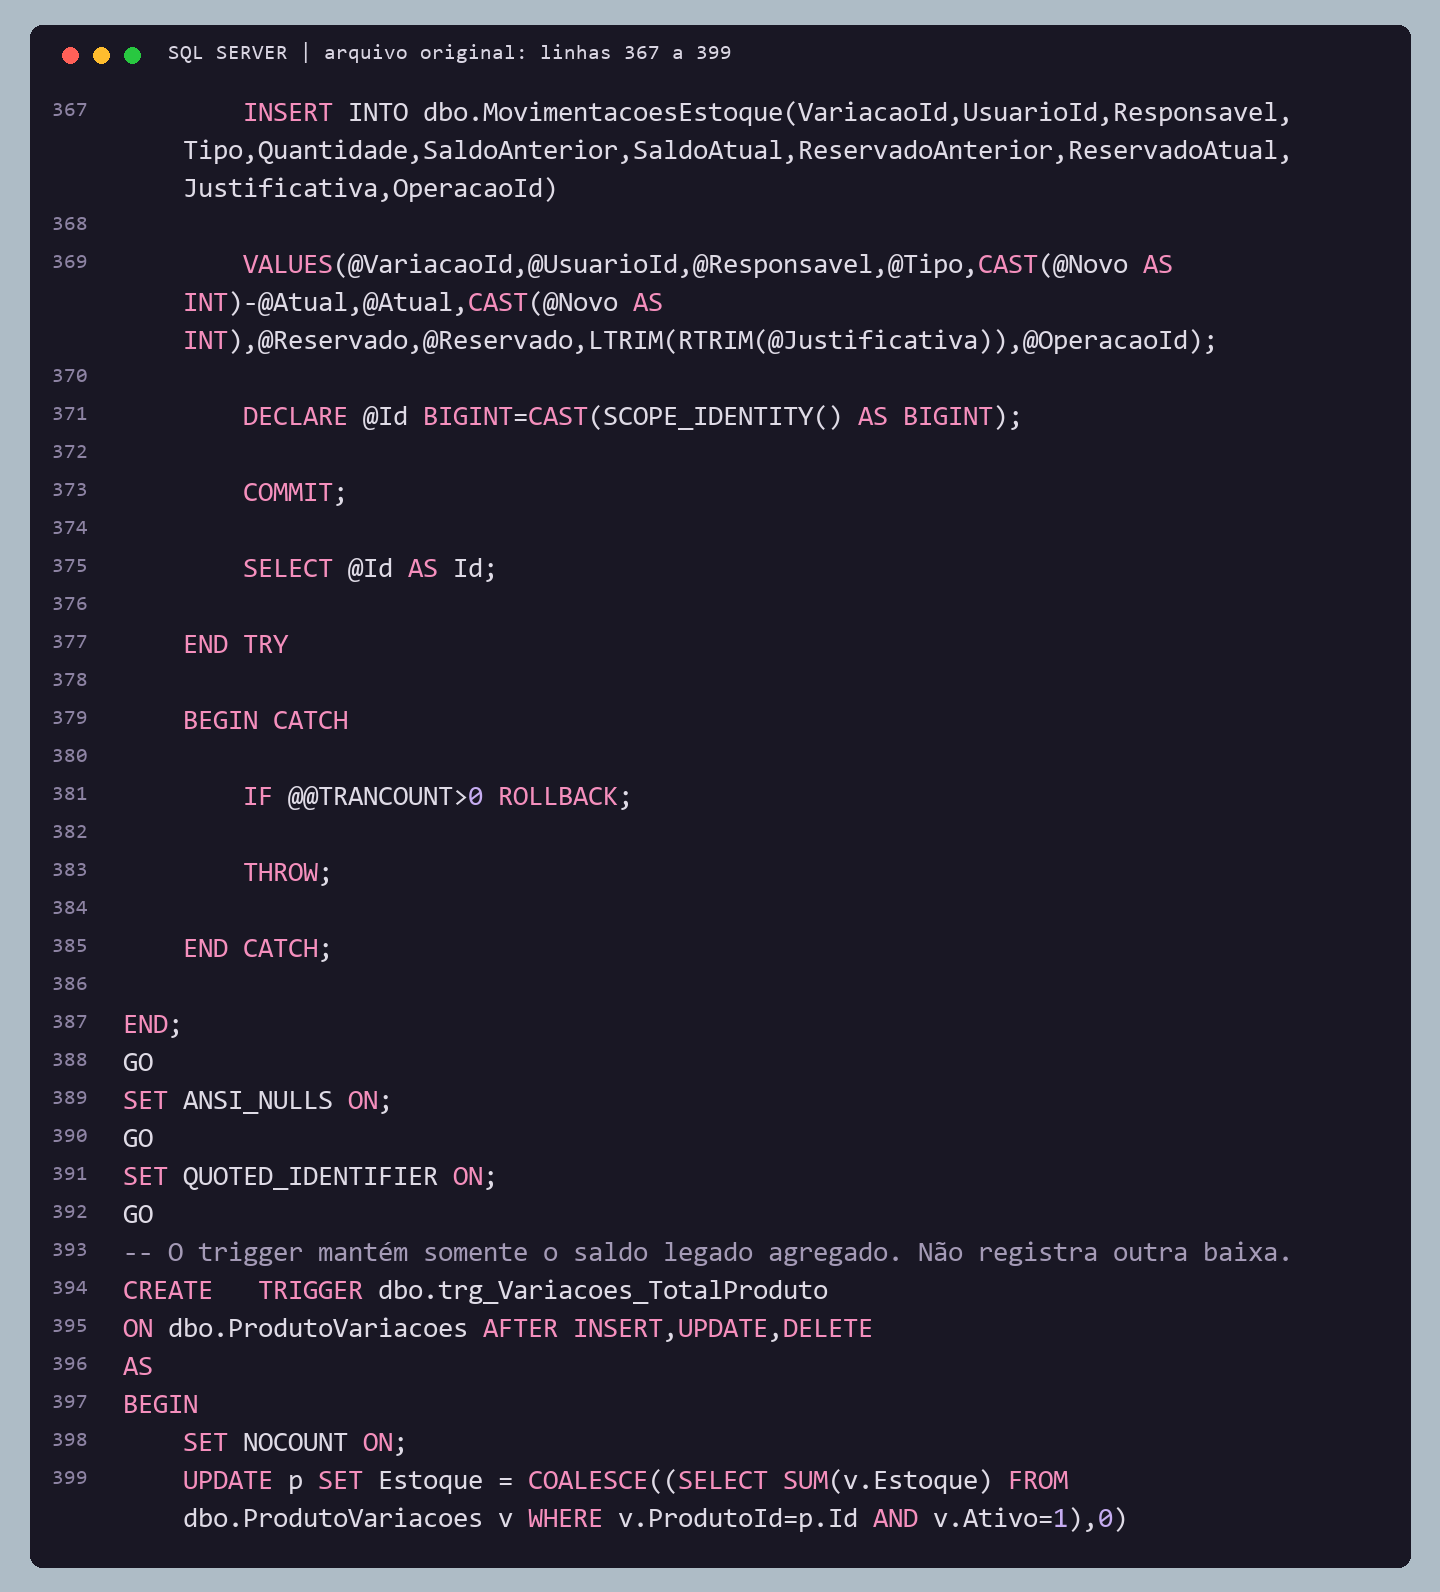 SQL SERVER | arquivo original: linhas 367 a 399
367 INSERT INTO dbo.MovimentacoesEstoque(VariacaoId,UsuarioId,Responsavel,
Tipo,Quantidade,SaldoAnterior,SaldoAtual,ReservadoAnterior,ReservadoAtual,
Justificativa,OperacaoId)
368
369 VALUES(@VariacaoId,@UsuarioId,@Responsavel,@Tipo,CAST(@Novo AS
INT)-@Atual,@Atual,CAST(@Novo AS
INT),@Reservado,@Reservado,LTRIM(RTRIM(@Justificativa)),@OperacaoId);
370
371 DECLARE @Id BIGINT=CAST(SCOPE_IDENTITY() AS BIGINT);
372
373 COMMIT;
374
375 SELECT @Id AS Id;
376
377 END TRY
378
379 BEGIN CATCH
380
381 IF @@TRANCOUNT>0 ROLLBACK;
382
383 THROW;
384
385 END CATCH;
386
387 END;
388 GO
389 SET ANSI_NULLS ON;
390 GO
391 SET QUOTED_IDENTIFIER ON;
392 GO
393 -- O trigger mantém somente o saldo legado agregado. Não registra outra baixa.
394 CREATE   TRIGGER dbo.trg_Variacoes_TotalProduto
395 ON dbo.ProdutoVariacoes AFTER INSERT,UPDATE,DELETE
396 AS
397 BEGIN
398 SET NOCOUNT ON;
399 UPDATE p SET Estoque = COALESCE((SELECT SUM(v.Estoque) FROM
dbo.ProdutoVariacoes v WHERE v.ProdutoId=p.Id AND v.Ativo=1),0)